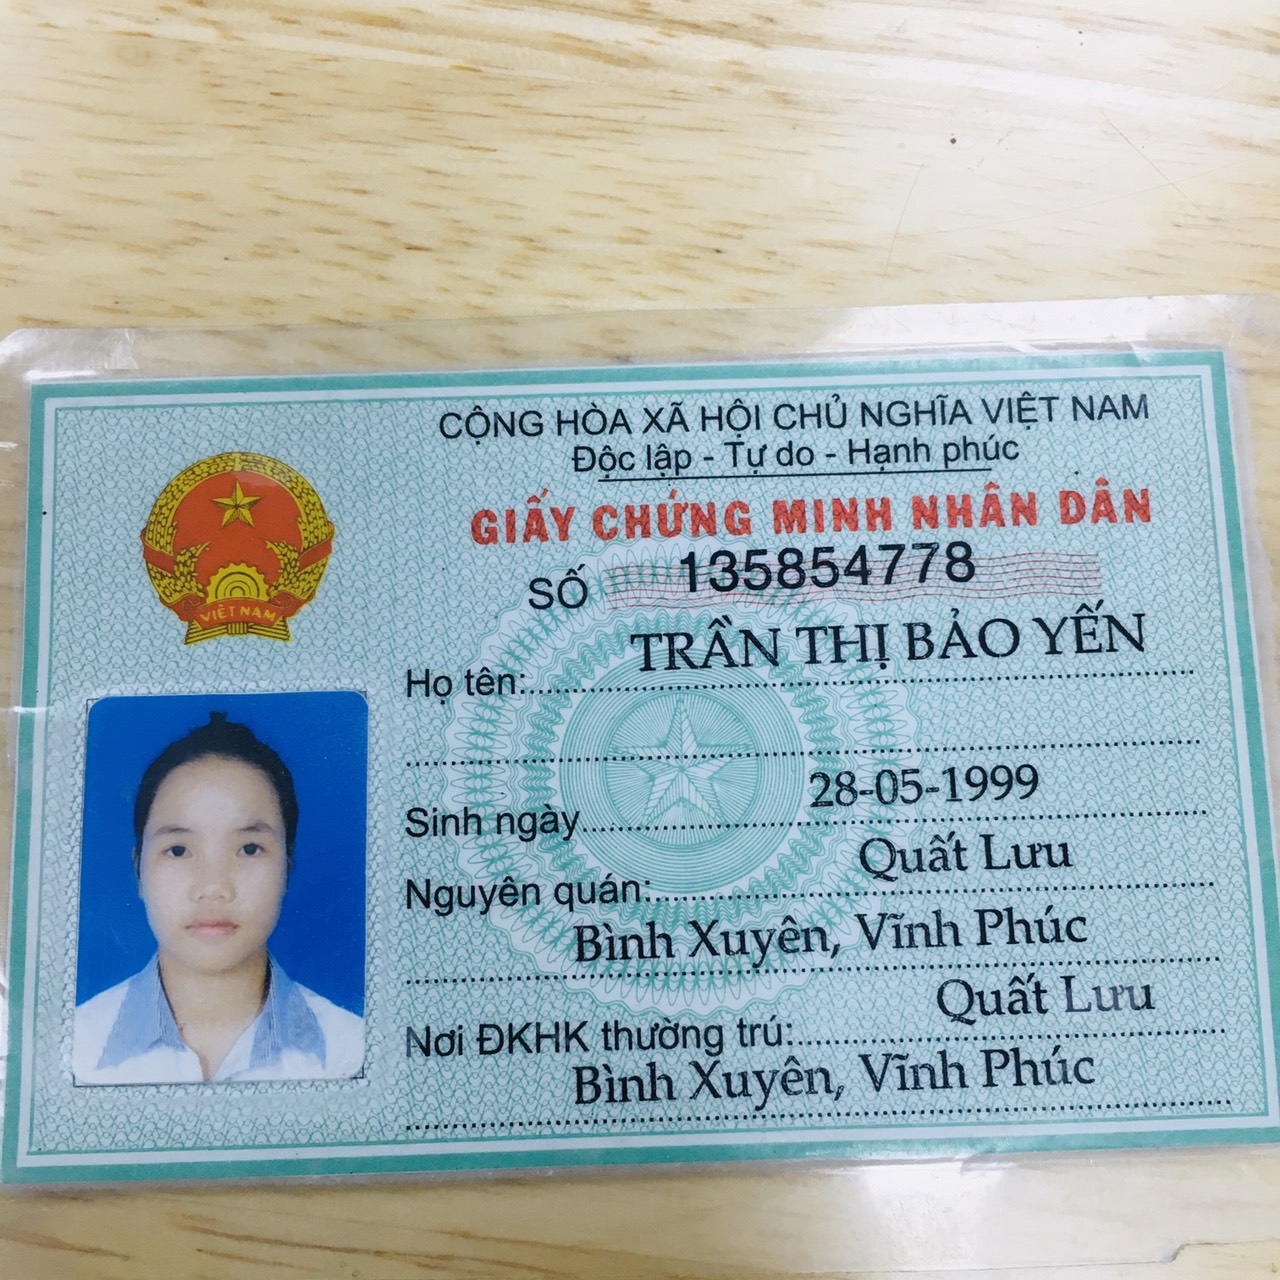 CỘNG HÒA XÃ HỘI CHỦ NGHĨA VIỆT NAM
Độc lập - Tự do - Hạnh phúc
GIẤY CHỨNG MINH NHÂN DÂN
SỐ 135854778
VIỆT NAM
Họ tên: TRẦN THỊ BẢO YẾN
Sinh ngày 28-05-1999
Nguyên quán: Quất Lưu
Bình Xuyên, Vĩnh Phúc
Nơi ĐKHK thường trú: Quất Lưu
Bình Xuyên, Vĩnh Phúc